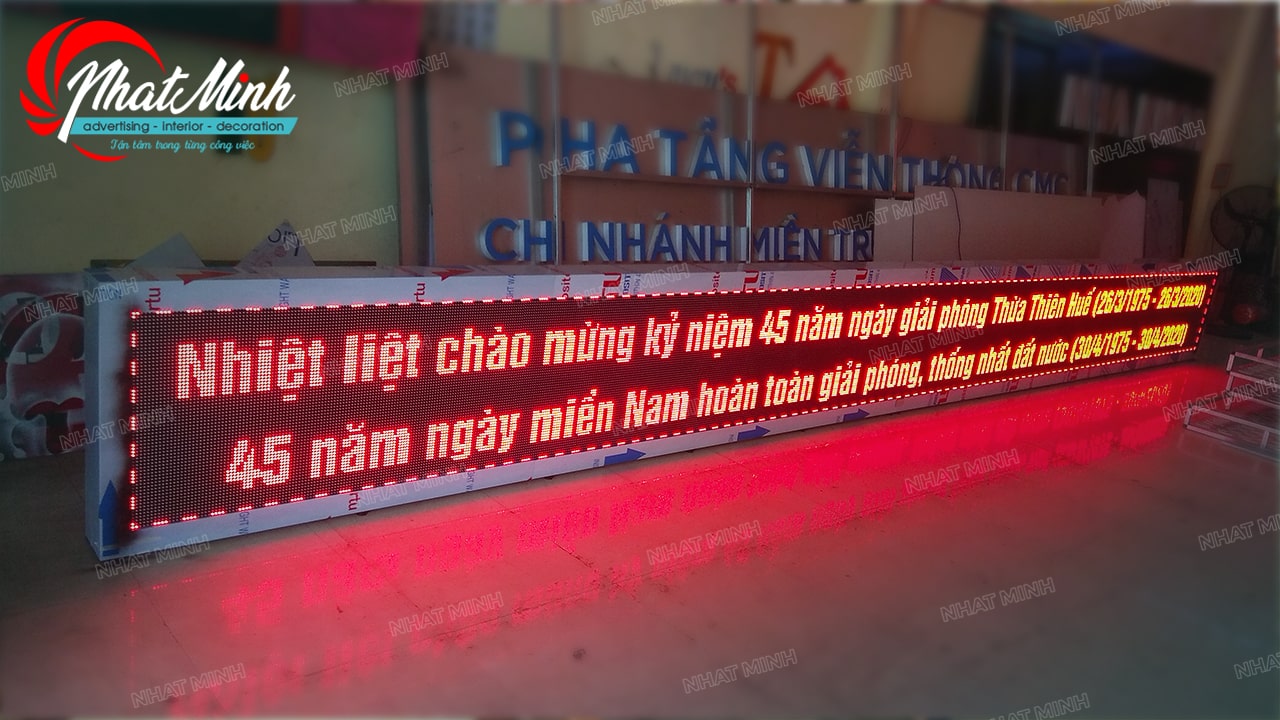 Nhat Minh
advertising - interior - decoration
Tận tâm trong từng công việc
PHA TẦNG VIỄN THÔNG CMC
CHI NHÁNH MIỀN TR
Nhiệt liệt chào mừng kỷ niệm 45 năm ngày giải phóng Thừa Thiên Huế (26/3/1975 - 26/3/2020)
45 năm ngày miền Nam hoàn toàn giải phóng, thống nhất đất nước (30/4/1975 - 30/4/2020)
NHAT MINH